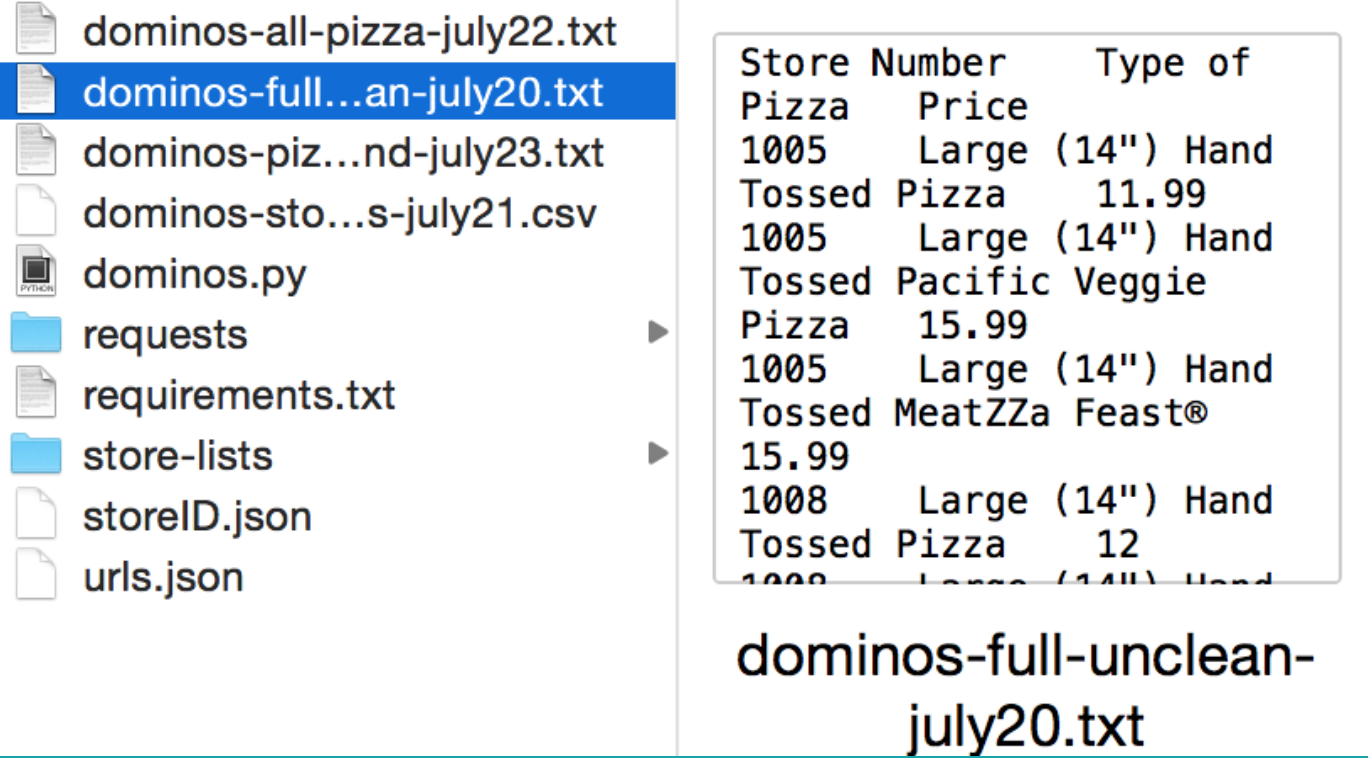 dominos-all-pizza-july22.txt
dominos-full...an-july20.txt
dominos-piz...nd-july23.txt
dominos-sto...s-july21.csv
dominos.py
PYTHON
requests
requirements.txt
store-lists
storeID.json
urls.json
Store Number    Type of
Pizza   Price
1005    Large (14") Hand
Tossed Pizza    11.99
1005    Large (14") Hand
Tossed Pacific Veggie
Pizza   15.99
1005    Large (14") Hand
Tossed MeatZZa Feast®
15.99
1008    Large (14") Hand
Tossed Pizza    12
1008    Large (14") Hand
dominos-full-unclean-
july20.txt